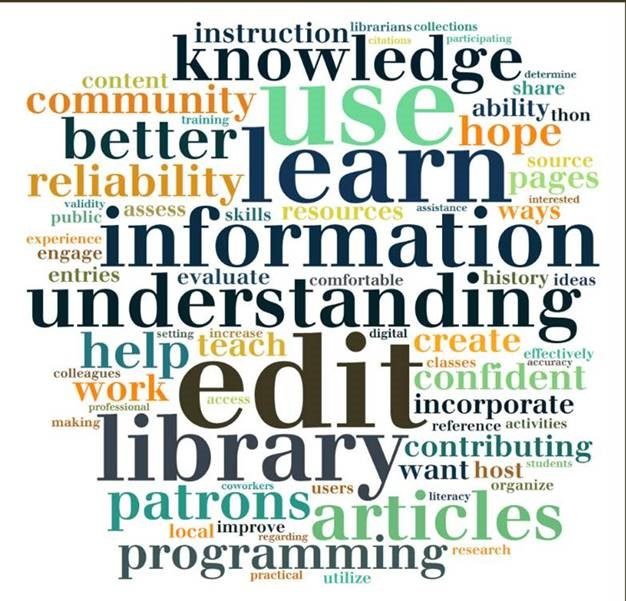 instruction librarians collections
knowledge citations participating
determine
content use share
community ability thon
training
better hope
learn source
reliability pages
validity interested
public assess skills resources assistance ways
experience information
engage
entries evaluate comfortable history ideas
understanding
setting increase digital create
help teach effectively
classes accuracy
colleagues edit confident
work access
professional incorporate
making reference activities
library contributing
want host students
coworkers organize
patrons users literacy
articles
local improve
regarding
programming research
practical utilize